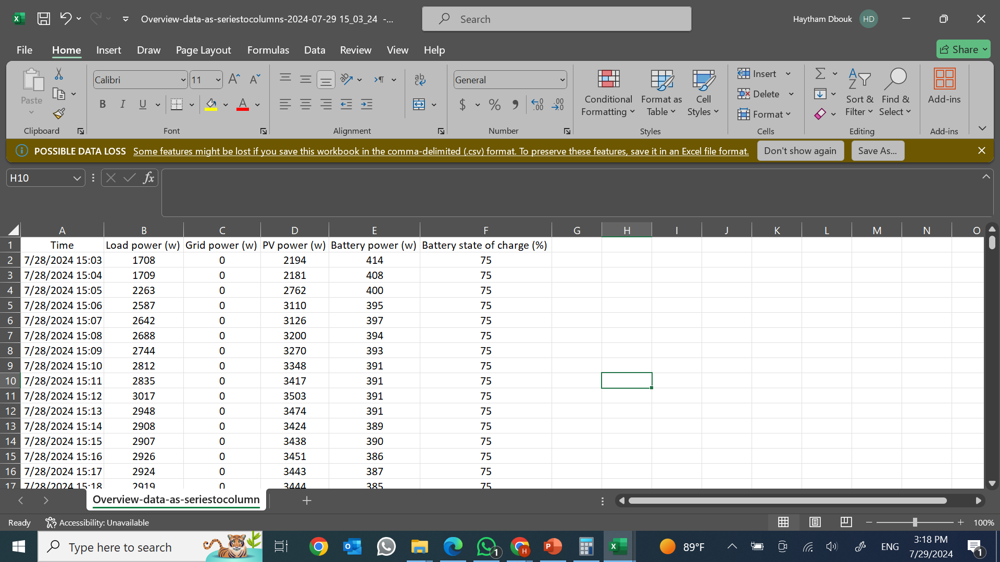 Overview-data-as-seriestocolumns-2024-07-29 15_03_24 -...
Search
Haytham Dbouk
HD
File Home Insert Draw Page Layout Formulas Data Review View Help
Share
Paste
Clipboard
Calibri 11
B I U
Font
Alignment
General
Number
Conditional Formatting
Format as Table
Cell Styles
Styles
Insert
Delete
Format
Cells
Sort & Filter
Find & Select
Editing
Add-ins
Add-ins
POSSIBLE DATA LOSS Some features might be lost if you save this workbook in the comma-delimited (.csv) format. To preserve these features, save it in an Excel file format. Don't show again Save As...
H10 fx
A B C D E F G H I J K L M N O
1 Time Load power (w) Grid power (w) PV power (w) Battery power (w) Battery state of charge (%)
2 7/28/2024 15:03 1708 0 2194 414 75
3 7/28/2024 15:04 1709 0 2181 408 75
4 7/28/2024 15:05 2263 0 2762 400 75
5 7/28/2024 15:06 2587 0 3110 395 75
6 7/28/2024 15:07 2642 0 3126 397 75
7 7/28/2024 15:08 2688 0 3200 394 75
8 7/28/2024 15:09 2744 0 3270 393 75
9 7/28/2024 15:10 2812 0 3348 391 75
10 7/28/2024 15:11 2835 0 3417 391 75
11 7/28/2024 15:12 3017 0 3503 391 75
12 7/28/2024 15:13 2948 0 3474 391 75
13 7/28/2024 15:14 2908 0 3424 389 75
14 7/28/2024 15:15 2907 0 3438 390 75
15 7/28/2024 15:16 2926 0 3451 386 75
16 7/28/2024 15:17 2924 0 3443 387 75
17 7/28/2024 15:18 2919 0 3444 385 75
Overview-data-as-seriestocolumn
Ready Accessibility: Unavailable 100%
Type here to search
89°F
ENG
3:18 PM
7/29/2024